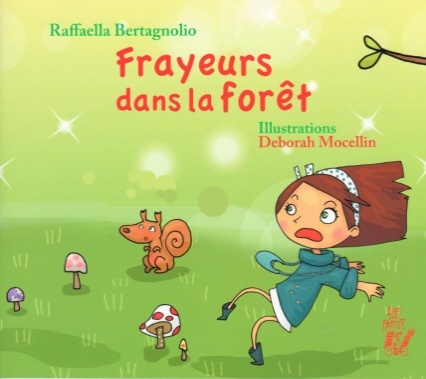 Raffaella Bertagnolio
Frayeurs
dans la forêt
Illustrations
Deborah Mocellin